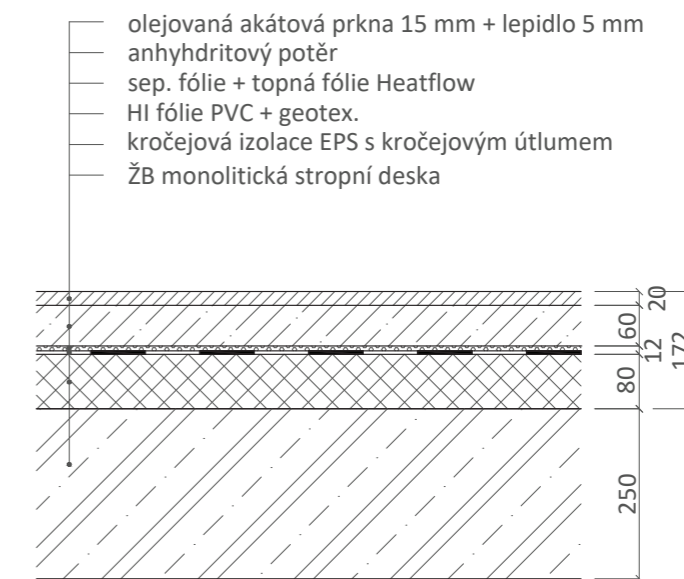 olejovaná akátová prkna 15 mm + lepidlo 5 mm
anhyhdritový potěr
sep. fólie + topná fólie Heatflow
HI fólie PVC + geotex.
kročejová izolace EPS s kročejovým útlumem
ŽB monolitická stropní deska
20
60
12
172
80
250